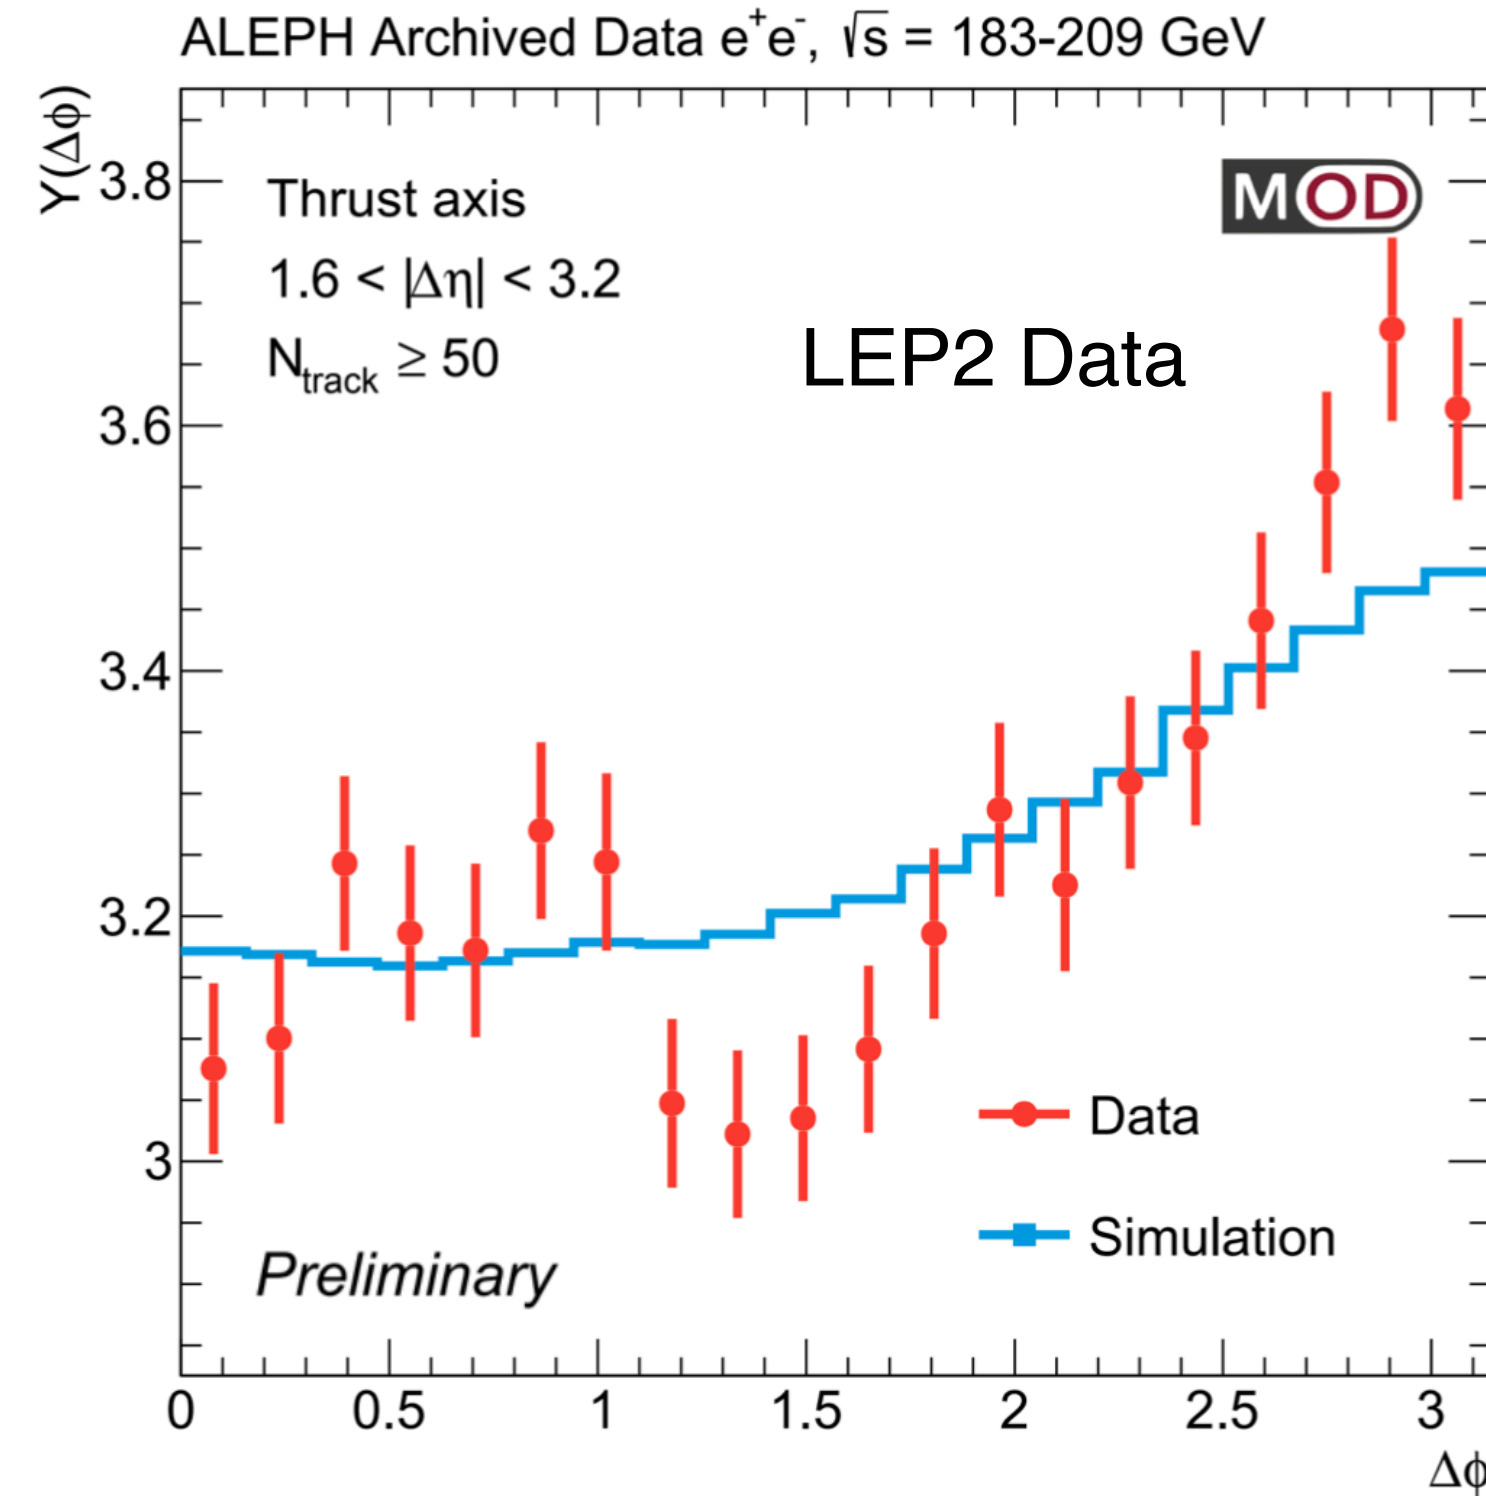 ALEPH Archived Data e⁺e⁻, √s = 183-209 GeV
Y(Δϕ)
Thrust axis
1.6 < |Δη| < 3.2
N_track ≥ 50
MOD
LEP2 Data
3.8
3.6
3.4
3.2
3
Data
Simulation
Preliminary
0 0.5 1 1.5 2 2.5 3
Δϕ